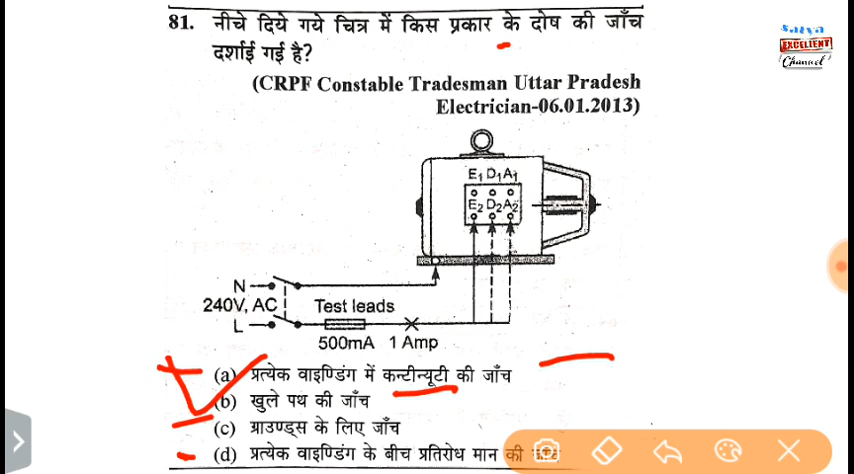 81. नीचे दिये गये चित्र में किस प्रकार के दोष की जाँच
दर्शाई गई है?
(CRPF Constable Tradesman Uttar Pradesh
Electrician-06.01.2013)
Satya
EXCELLENT
Channel
E1 D1 A1
E2 D2 A2
N
240V, AC
L
Test leads
500mA 1 Amp
(a) प्रत्येक वाइण्डिंग में कन्टीन्यूटी की जाँच
(b) खुले पथ की जाँच
(c) ग्राउण्ड्स के लिए जाँच
(d) प्रत्येक वाइण्डिंग के बीच प्रतिरोध मान की